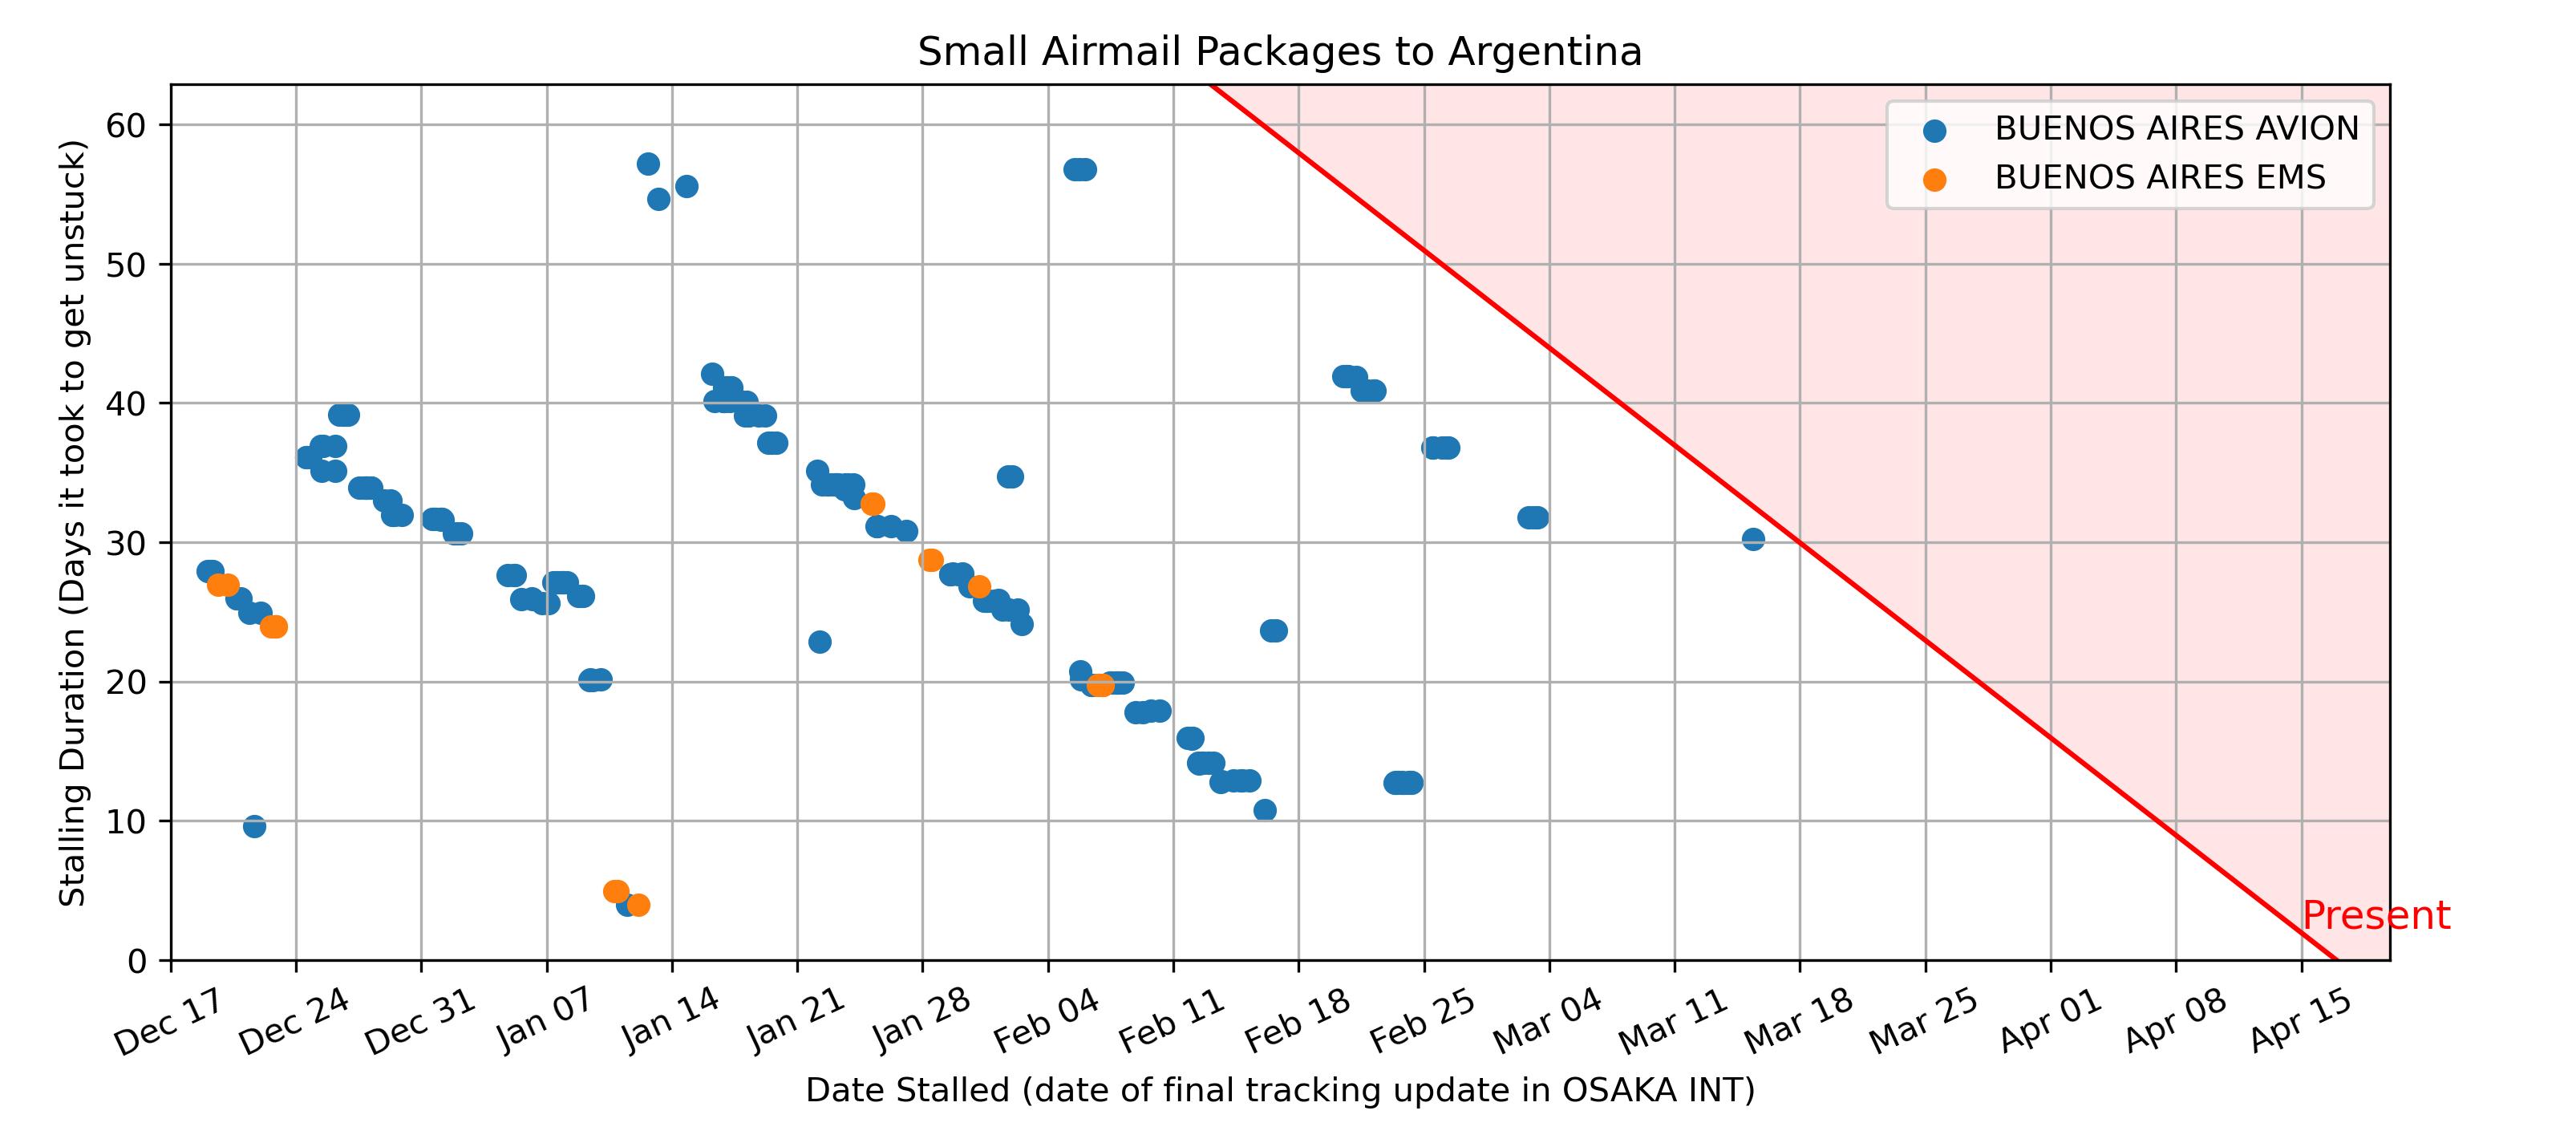 Small Airmail Packages to Argentina
BUENOS AIRES AVION
BUENOS AIRES EMS
Stalling Duration (Days it took to get unstuck)
60
50
40
30
20
10
0
Present
Dec 17
Dec 24
Dec 31
Jan 07
Jan 14
Jan 21
Jan 28
Feb 04
Feb 11
Feb 18
Feb 25
Mar 04
Mar 11
Mar 18
Mar 25
Apr 01
Apr 08
Apr 15
Date Stalled (date of final tracking update in OSAKA INT)